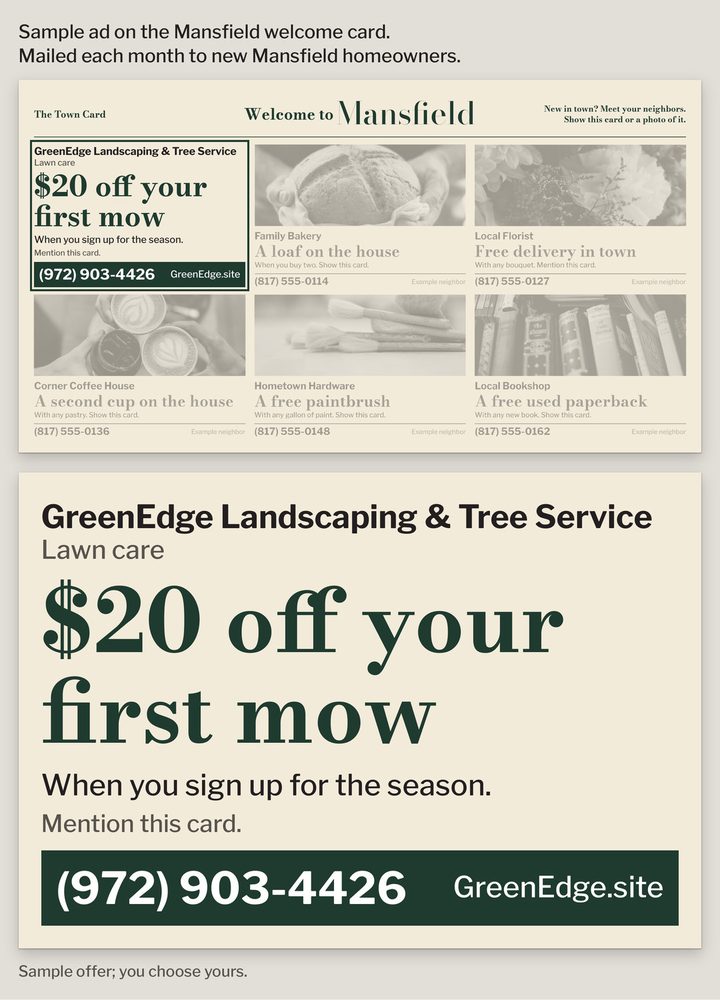 Sample ad on the Mansfield welcome card.
Mailed each month to new Mansfield homeowners.
The Town Card
Welcome to Mansfield
New in town? Meet your neighbors.
Show this card or a photo of it.
GreenEdge Landscaping & Tree Service
Lawn care
$20 off your
first mow
When you sign up for the season.
Mention this card.
(972) 903-4426 GreenEdge.site
Family Bakery
A loaf on the house
When you buy two. Show this card.
(817) 555-0114 Example neighbor
Local Florist
Free delivery in town
With any bouquet. Mention this card.
(817) 555-0127 Example neighbor
Corner Coffee House
A second cup on the house
With any pastry. Show this card.
(817) 555-0136 Example neighbor
Hometown Hardware
A free paintbrush
With any gallon of paint. Show this card.
(817) 555-0148 Example neighbor
Local Bookshop
A free used paperback
With any new book. Show this card.
(817) 555-0162 Example neighbor
GreenEdge Landscaping & Tree Service
Lawn care
$20 off your
first mow
When you sign up for the season.
Mention this card.
(972) 903-4426 GreenEdge.site
Sample offer; you choose yours.